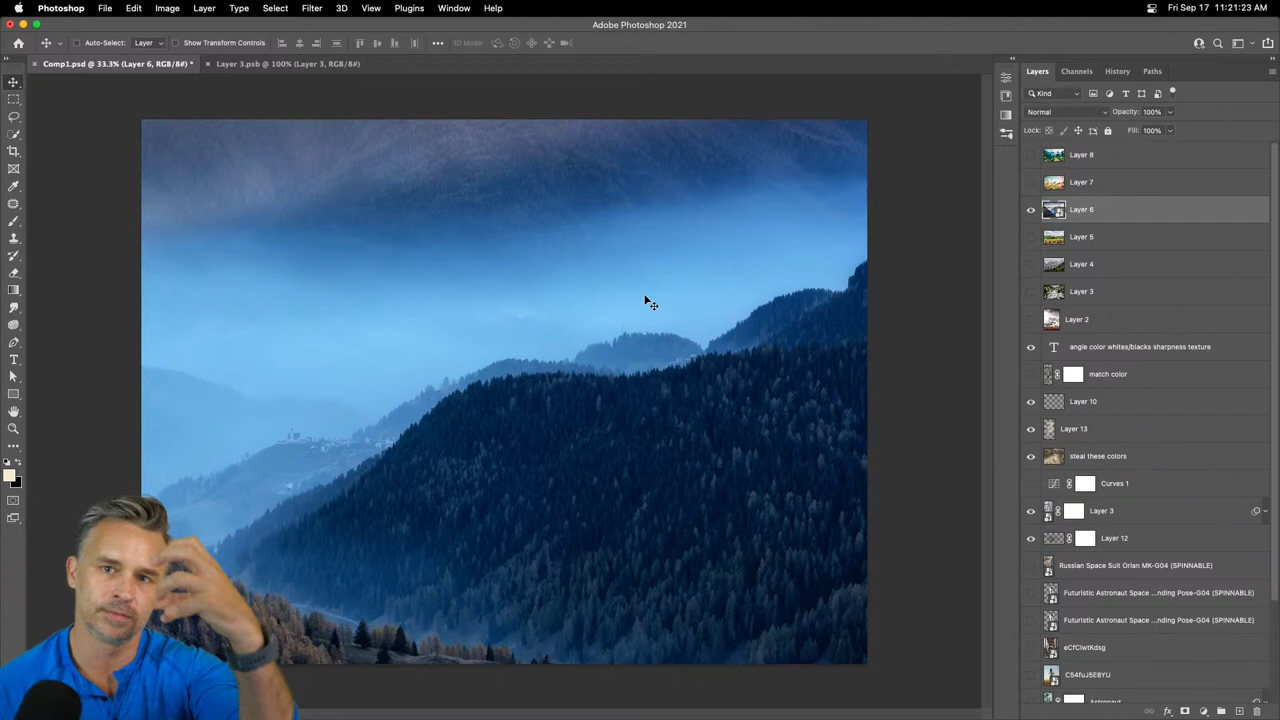 Photoshop File Edit Image Layer Type Select Filter 3D View Plugins Window Help
Fri Sep 17 11:21:23 AM
Adobe Photoshop 2021
Auto-Select: Layer Show Transform Controls 3D Mode:
Comp1.psd @ 33.3% (Layer 6, RGB/8#) * Layer 3.psb @ 100% (Layer 3, RGB/8#)
Layers Channels History Paths
Kind
Normal Opacity: 100%
Lock: Fill: 100%
Layer 8
Layer 7
Layer 6
Layer 5
Layer 4
Layer 3
Layer 2
angle color whites/blacks sharpness texture
match color
Layer 10
Layer 13
steal these colors
Curves 1
Layer 3
Layer 12
Russian Space Suit Orlan MK-G04 (SPINNABLE)
Futuristic Astronaut Space ...nding Pose-G04 (SPINNABLE)
Futuristic Astronaut Space ...nding Pose-G04 (SPINNABLE)
eCfCiwtKdsg
C54fuJ5E8YU
Astronaut